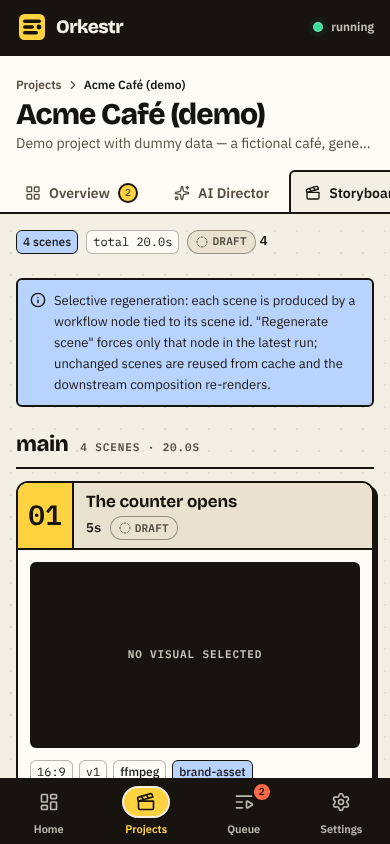 Orkestr
running
Projects > Acme Café (demo)
Acme Café (demo)
Demo project with dummy data — a fictional café, gene...
Overview 2
AI Director
Storyboar
4 scenes
total 20.0s
DRAFT 4
Selective regeneration: each scene is produced by a
workflow node tied to its scene id. "Regenerate
scene" forces only that node in the latest run;
unchanged scenes are reused from cache and the
downstream composition re-renders.
main 4 SCENES · 20.0S
01
The counter opens
5s DRAFT
NO VISUAL SELECTED
16:9 v1 ffmpeg brand-asset
2
Home Projects Queue Settings